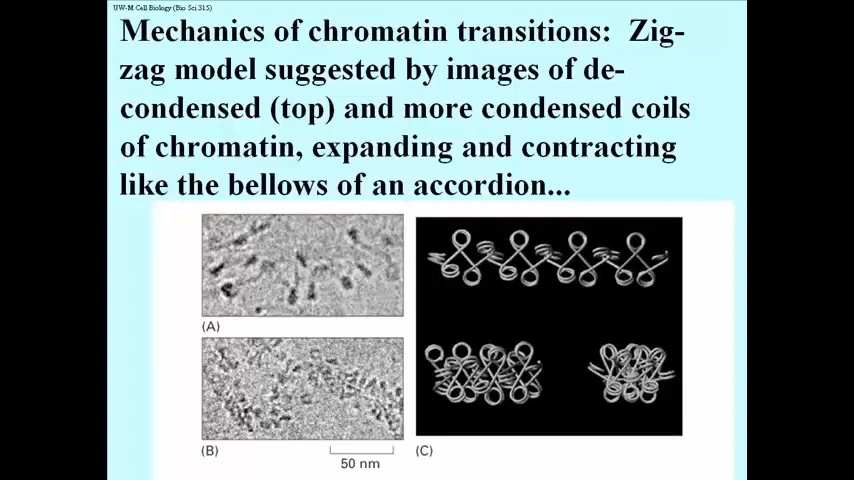 UW-M Cell Biology (Bio Sci 315)
Mechanics of chromatin transitions: Zig-
zag model suggested by images of de-
condensed (top) and more condensed coils
of chromatin, expanding and contracting
like the bellows of an accordion...
(A)
(B)
50 nm
(C)